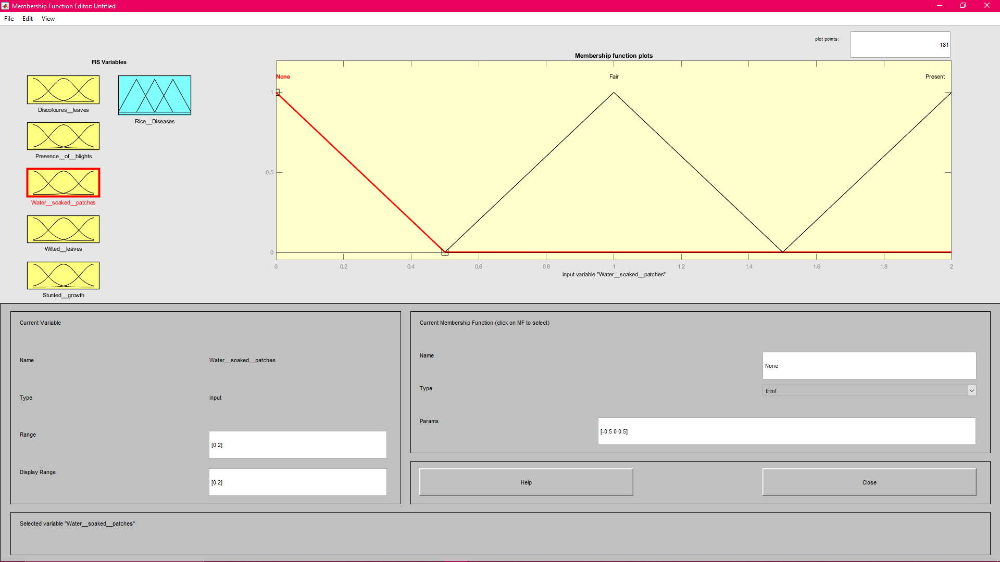 Membership Function Editor: Untitled
File Edit View
plot points:
181
FIS Variables
Discoloures__leaves
Presence__of__blights
Water__soaked__patches
Wilted__leaves
Stunted__growth
Rice__Diseases
Membership function plots
None Fair Present
1
0.5
0
0 0.2 0.4 0.6 0.8 1 1.2 1.4 1.6 1.8 2
input variable "Water__soaked__patches"
Current Variable
Name Water__soaked__patches
Type input
Range [0 2]
Display Range [0 2]
Current Membership Function (click on MF to select)
Name None
Type trimf
Params [-0.5 0 0.5]
Help Close
Selected variable "Water__soaked__patches"